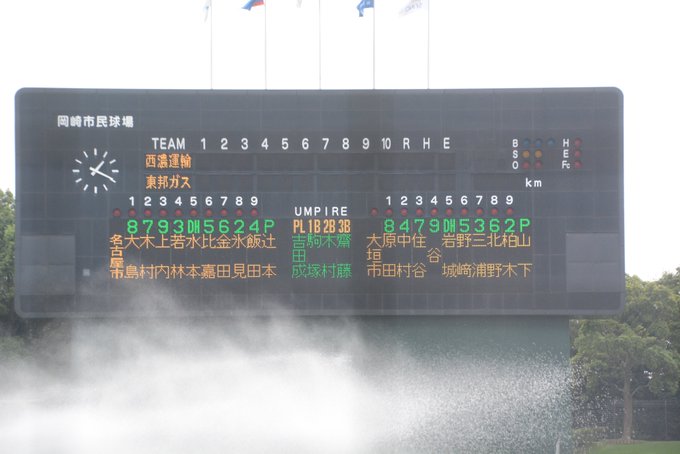 岡崎市民球場
TEAM 1 2 3 4 5 6 7 8 9 10 R H E
西濃運輸
東邦ガス
B H
S E
O Fc
km
1 2 3 4 5 6 7 8 9
8 7 9 3 DH 5 6 2 4 P
UMPIRE
PL 1B 2B 3B
1 2 3 4 5 6 7 8 9
8 4 7 9 DH 5 3 6 2 P
名古屋市 大島 木村 上内 若林 水本 比嘉 金田 氷見 飯田 辻本
吉田成 駒塚 木村 齋藤
大垣市 原田 中村 住谷 谷 岩城 野﨑 三浦 北野 柏木 山下